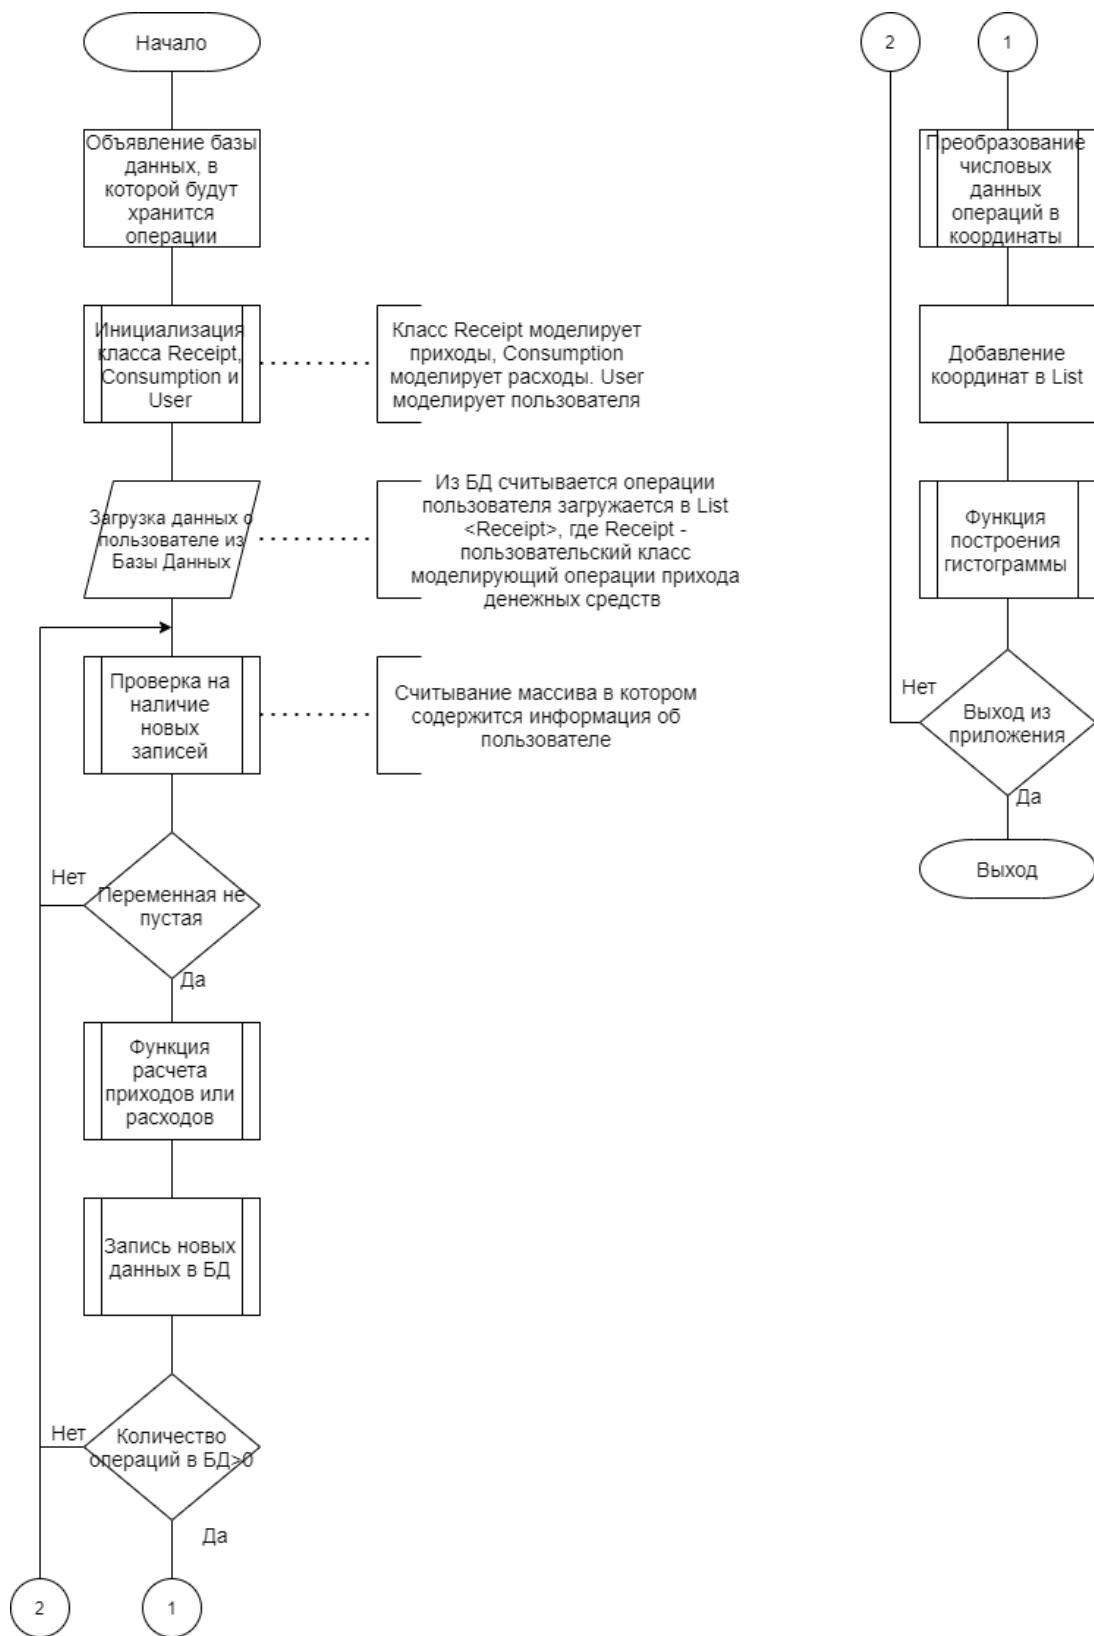 Начало
Объявление базы
данных, в
которой будут
хранится
операции
Инициализация
класса Receipt,
Consumption и
User
Класс Receipt моделирует
приходы, Consumption
моделирует расходы. User
моделирует пользователя
Загрузка данных о
пользователе из
Базы Данных
Из БД считывается операции
пользователя загружается в List
<Receipt>, где Receipt -
пользовательский класс
моделирующий операции прихода
денежных средств
Проверка на
наличие
новых
записей
Считывание массива в котором
содержится информация об
пользователе
Нет
Переменная не
пустая
Да
Функция
расчета
приходов или
расходов
Запись новых
данных в БД
Нет
Количество
операций в БД>0
Да
2
1
2
1
Преобразование
числовых
данных
операций в
координаты
Добавление
координат в List
Функция
построения
гистограммы
Нет
Выход из
приложения
Да
Выход